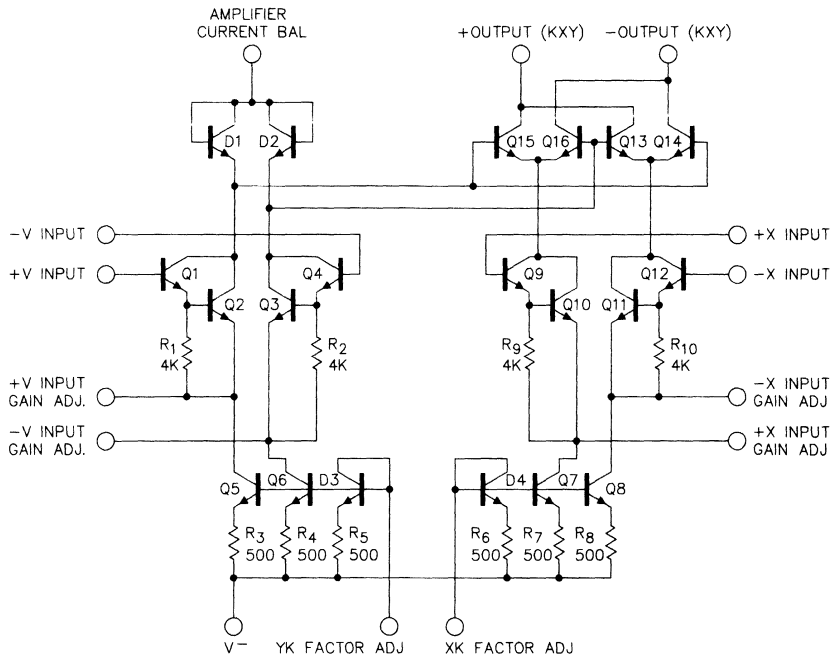 AMPLIFIER
CURRENT BAL
+OUTPUT (KXY)
−OUTPUT (KXY)
D1
D2
Q15
Q16
Q13
Q14
−V INPUT
+V INPUT
+X INPUT
−X INPUT
Q1
Q4
Q9
Q12
Q2
Q3
Q10
Q11
R1
4K
R2
4K
R9
4K
R10
4K
+V INPUT
GAIN ADJ.
−V INPUT
GAIN ADJ.
−X INPUT
GAIN ADJ
+X INPUT
GAIN ADJ
Q5
Q6
D3
D4
Q7
Q8
R3
500
R4
500
R5
500
R6
500
R7
500
R8
500
V−
YK FACTOR ADJ
XK FACTOR ADJ